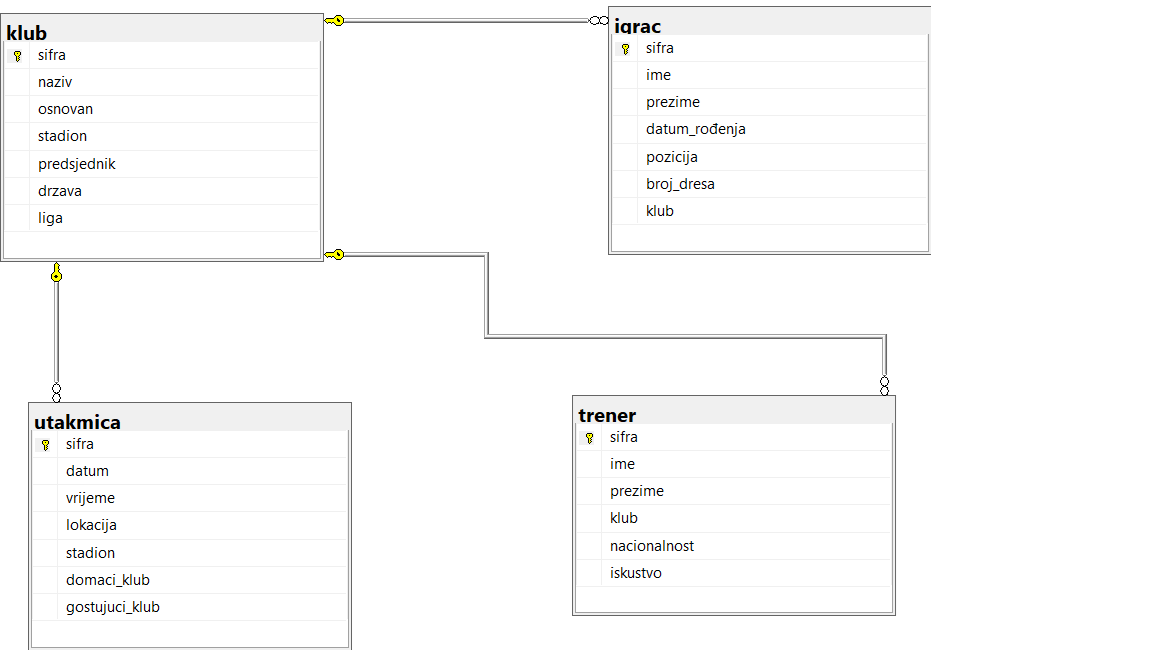 klub
sifra
naziv
osnovan
stadion
predsjednik
drzava
liga
igrac
sifra
ime
prezime
datum_rođenja
pozicija
broj_dresa
klub
utakmica
sifra
datum
vrijeme
lokacija
stadion
domaci_klub
gostujuci_klub
trener
sifra
ime
prezime
klub
nacionalnost
iskustvo